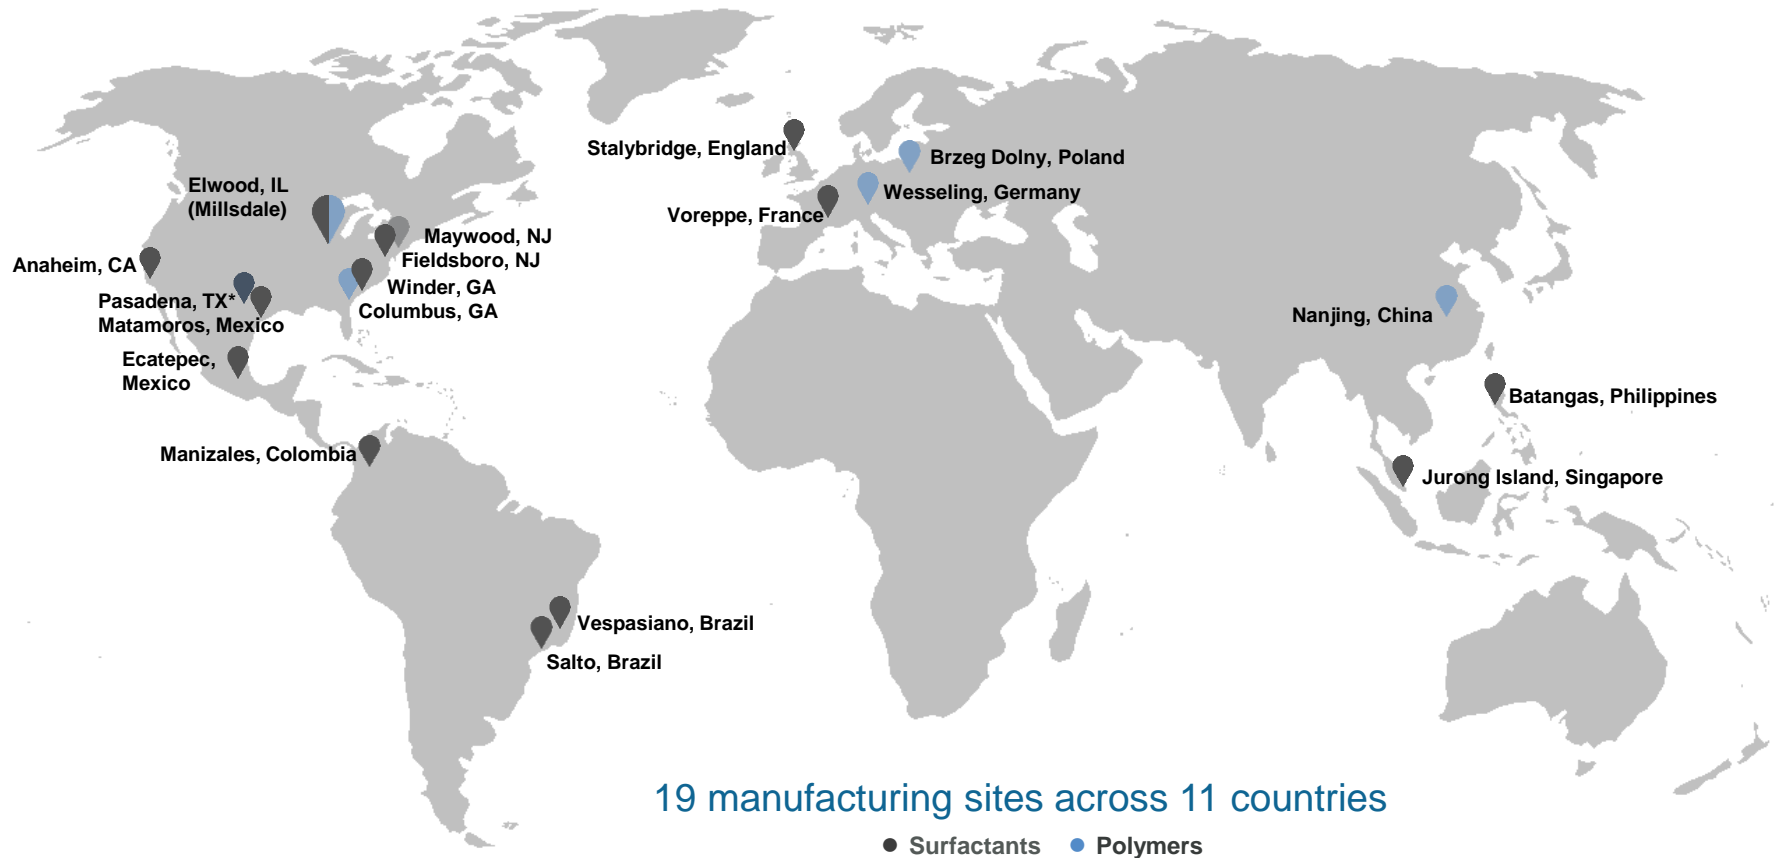 Stalybridge, England
Brzeg Dolny, Poland
Elwood, IL
(Millsdale)
Wesseling, Germany
Voreppe, France
Maywood, NJ
Fieldsboro, NJ
Anaheim, CA
Winder, GA
Pasadena, TX*
Columbus, GA
Matamoros, Mexico
Nanjing, China
Ecatepec,
Mexico
Batangas, Philippines
Manizales, Colombia
Jurong Island, Singapore
Vespasiano, Brazil
Salto, Brazil
19 manufacturing sites across 11 countries
Surfactants Polymers